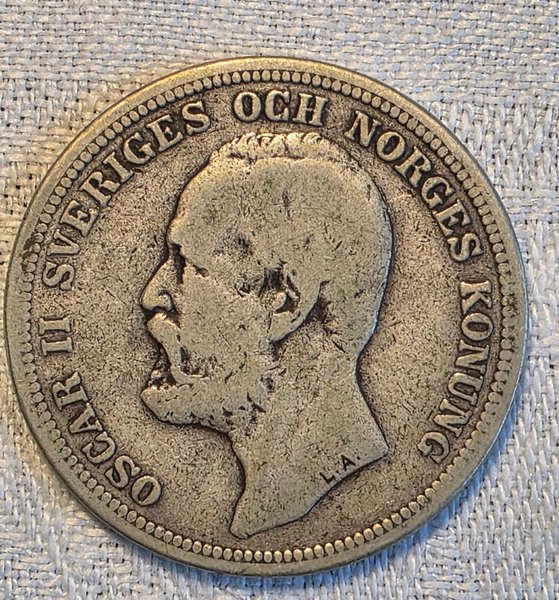 OSCAR II SVERIGES OCH NORGES KONUNG
L.A.